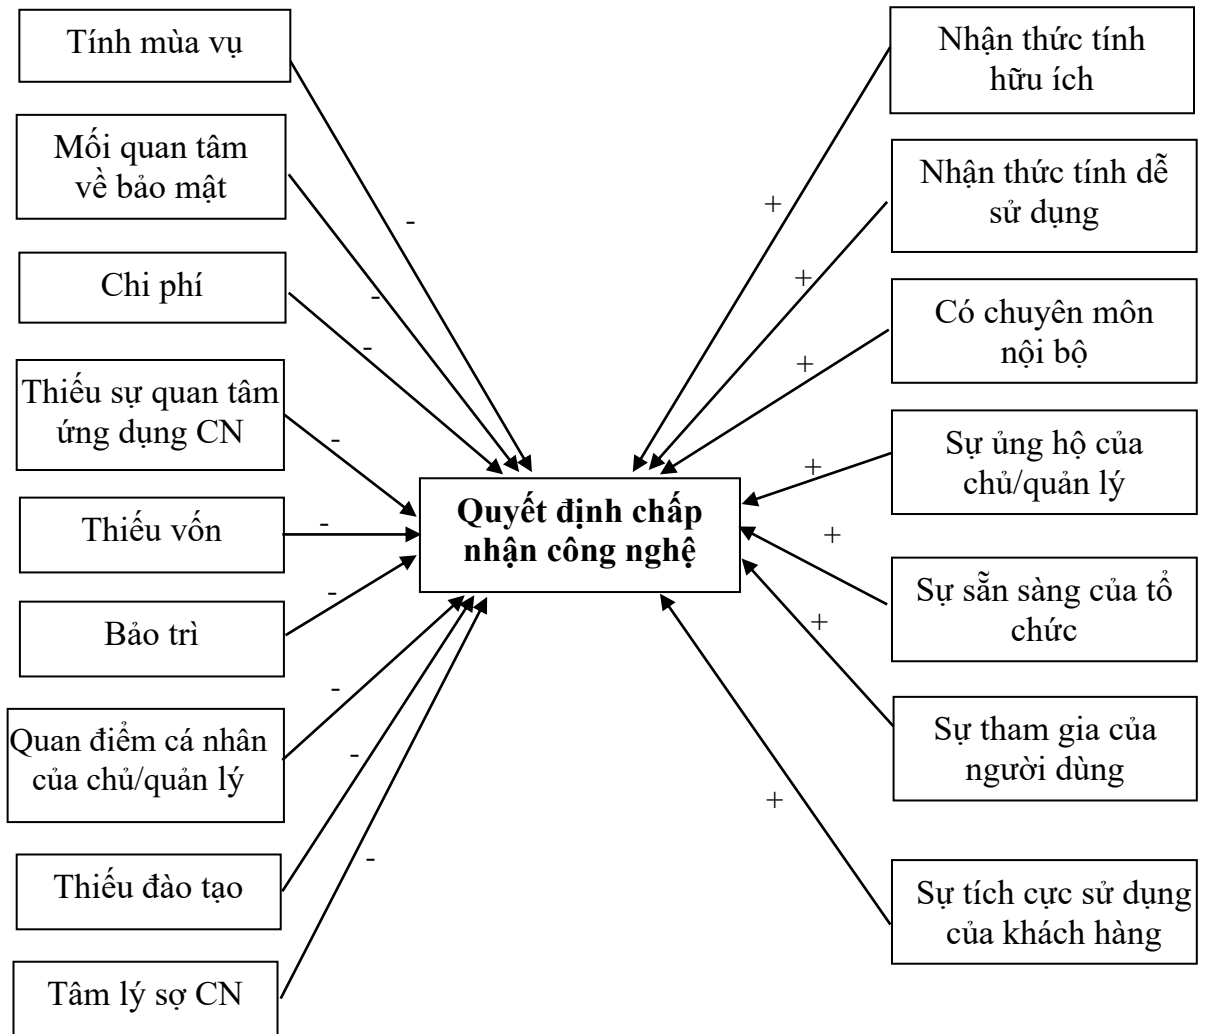 Tính mùa vụ
Mối quan tâm
về bảo mật
Chi phí
Thiếu sự quan tâm
ứng dụng CN
Thiếu vốn
Bảo trì
Quan điểm cá nhân
của chủ/quản lý
Thiếu đào tạo
Tâm lý sợ CN
-
-
-
-
-
-
-
-
-
Quyết định chấp
nhận công nghệ
+
+
+
+
+
+
+
Nhận thức tính
hữu ích
Nhận thức tính dễ
sử dụng
Có chuyên môn
nội bộ
Sự ủng hộ của
chủ/quản lý
Sự sẵn sàng của tổ
chức
Sự tham gia của
người dùng
Sự tích cực sử dụng
của khách hàng